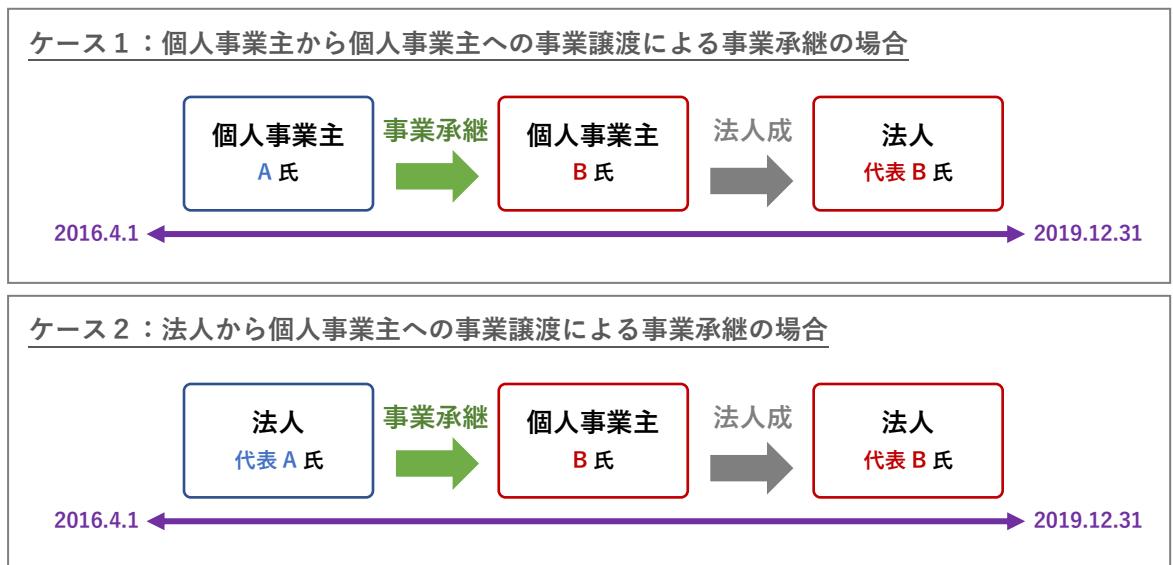 ケース１：個人事業主から個人事業主への事業譲渡による事業承継の場合
個人事業主
A 氏
事業承継
個人事業主
B 氏
法人成
法人
代表 B 氏
2016.4.1
2019.12.31
ケース２：法人から個人事業主への事業譲渡による事業承継の場合
法人
代表 A 氏
事業承継
個人事業主
B 氏
法人成
法人
代表 B 氏
2016.4.1
2019.12.31